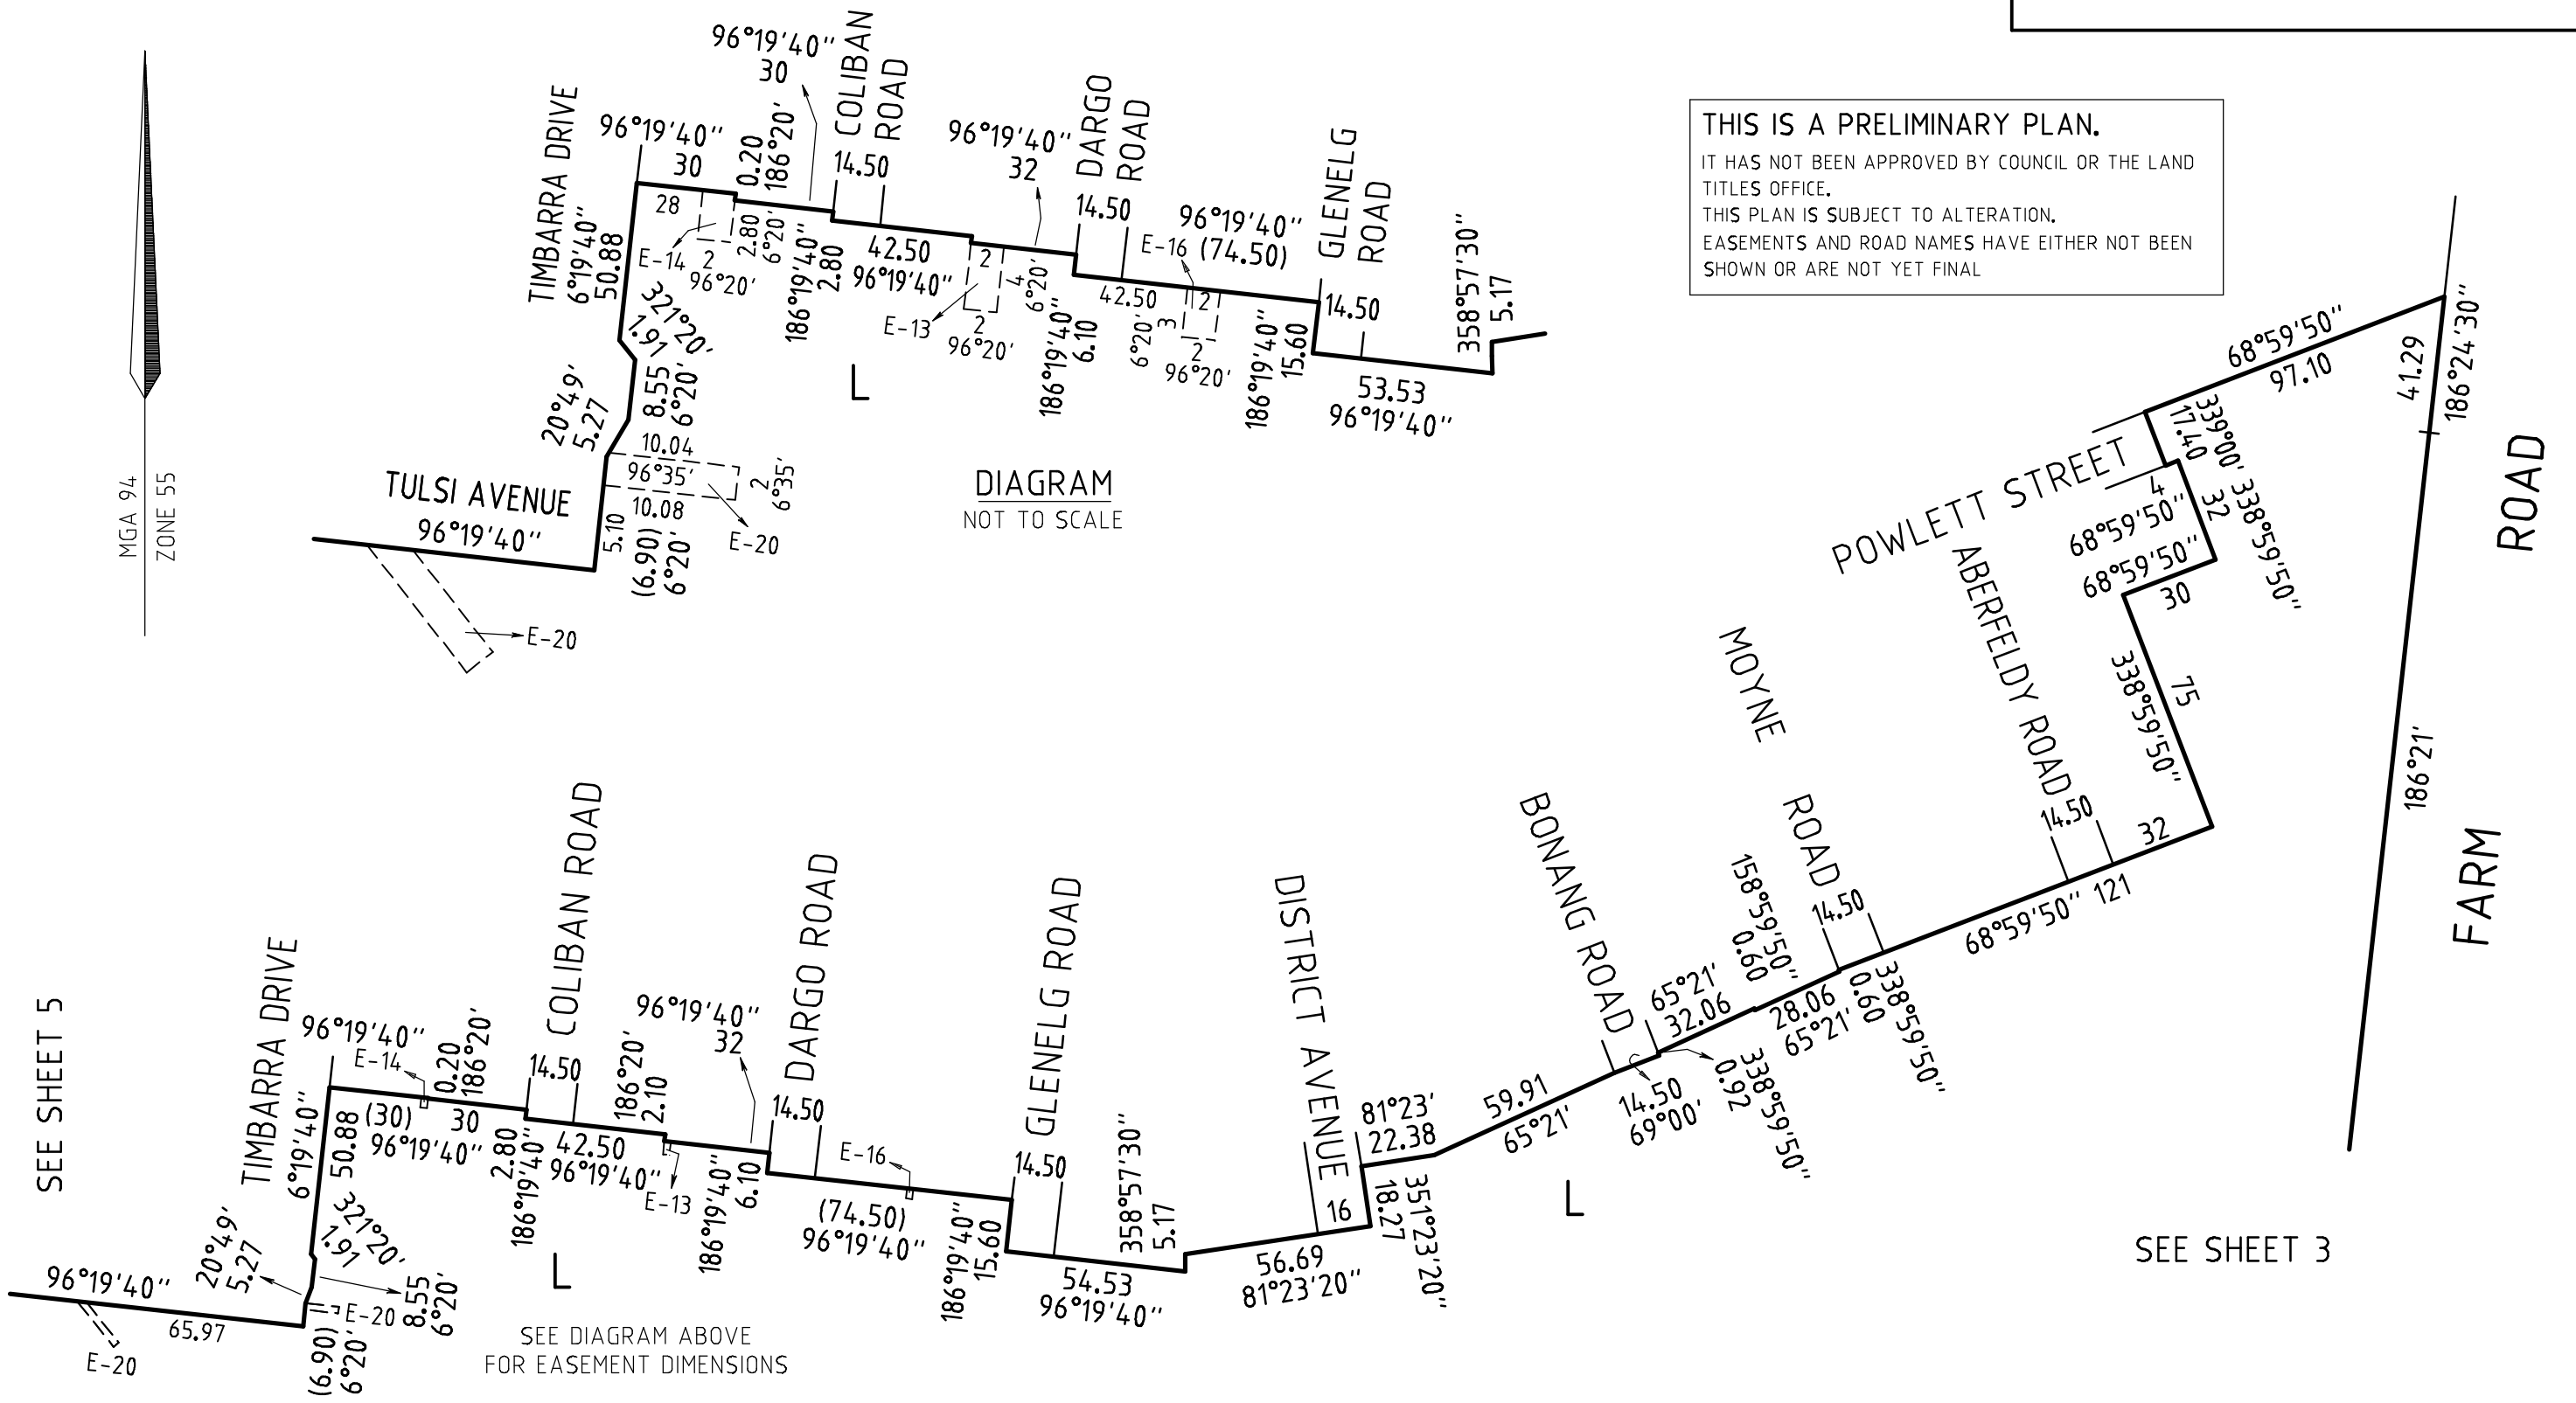 MGA 94
ZONE 55
TIMBARRA DRIVE
6°19'40"
50.88
96°19'40"
30
28
0.20
186°20'
96°19'40"
30
COLIBAN
ROAD
14.50
E-14
2
96°20'
2.80
6°20'
186°19'40"
2.80
42.50
96°19'40"
96°19'40"
32
DARGO
ROAD
14.50
2
4
6°20'
E-13
2
96°20'
186°19'40"
6.10
96°19'40"
E-16
(74.50)
42.50
2
3
6°20'
2
96°20'
GLENELG
ROAD
14.50
186°19'40"
15.60
358°57'30"
5.17
53.53
96°19'40"
321°20'
1.91
8.55
6°20'
20°49'
5.27
10.04
96°35'
10.08
2
6°35'
E-20
5.10
(6.90)
6°20'
TULSI AVENUE
96°19'40"
E-20
L
DIAGRAM
NOT TO SCALE
THIS IS A PRELIMINARY PLAN.
IT HAS NOT BEEN APPROVED BY COUNCIL OR THE LAND
TITLES OFFICE.
THIS PLAN IS SUBJECT TO ALTERATION.
EASEMENTS AND ROAD NAMES HAVE EITHER NOT BEEN
SHOWN OR ARE NOT YET FINAL
68°59'50"
97.10
41.29
186°24'30"
339°00'
17.40
POWLETT STREET
4
68°59'50"
32
338°59'50"
68°59'50"
30
75
338°59'50"
186°21'
ROAD
FARM
ABERFELDY ROAD
14.50
32
68°59'50" 121
MOYNE
ROAD
14.50
158°59'50"
0.60
338°59'50"
0.60
28.06
65°21'
65°21'
32.06
BONANG ROAD
338°59'50"
0.92
14.50
69°00'
59.91
65°21'
81°23'
22.38
DISTRICT AVENUE
16
351°23'20"
18.27
56.69
81°23'20"
L
SEE SHEET 3
SEE SHEET 5
TIMBARRA DRIVE
6°19'40"
50.88
96°19'40"
E-14
0.20
186°20'
(30)
30
96°19'40"
COLIBAN ROAD
14.50
2.80
186°19'40"
42.50
96°19'40"
186°20'
2.10
96°19'40"
32
E-13
DARGO ROAD
14.50
186°19'40"
6.10
E-16
(74.50)
96°19'40"
GLENELG ROAD
14.50
186°19'40"
15.60
358°57'30"
5.17
54.53
96°19'40"
321°20'
1.91
20°49'
5.27
8.55
6°20'
E-20
(6.90)
6°20'
96°19'40"
65.97
E-20
L
SEE DIAGRAM ABOVE
FOR EASEMENT DIMENSIONS